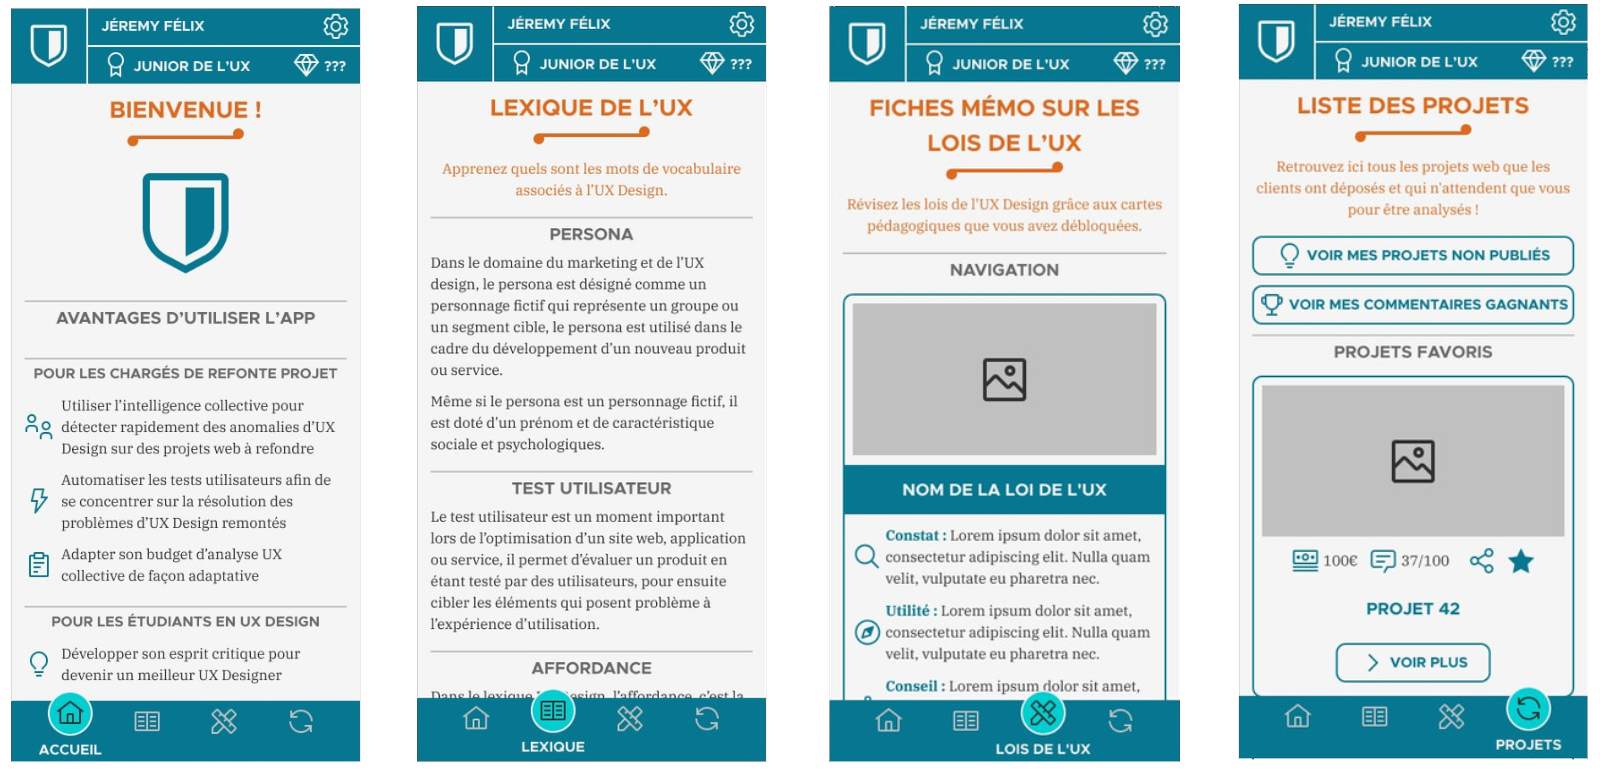 JÉREMY FÉLIX
JUNIOR DE L'UX
???
BIENVENUE !
AVANTAGES D'UTILISER L'APP
POUR LES CHARGÉS DE REFONTE PROJET
Utiliser l'intelligence collective pour
détecter rapidement des anomalies d'UX
Design sur des projets web à refondre
Automatiser les tests utilisateurs afin de
se concentrer sur la résolution des
problèmes d'UX Design remontés
Adapter son budget d'analyse UX
collective de façon adaptative
POUR LES ÉTUDIANTS EN UX DESIGN
Développer son esprit critique pour
devenir un meilleur UX Designer
ACCUEIL
JÉREMY FÉLIX
JUNIOR DE L'UX
???
LEXIQUE DE L'UX
Apprenez quels sont les mots de vocabulaire
associés à l'UX Design.
PERSONA
Dans le domaine du marketing et de l'UX
design, le persona est désigné comme un
personnage fictif qui représente un groupe ou
un segment cible, le persona est utilisé dans le
cadre du développement d'un nouveau produit
ou service.
Même si le persona est un personnage fictif, il
est doté d'un prénom et de caractéristique
sociale et psychologiques.
TEST UTILISATEUR
Le test utilisateur est un moment important
lors de l'optimisation d'un site web, application
ou service, il permet d'évaluer un produit en
étant testé par des utilisateurs, pour ensuite
cibler les éléments qui posent problème à
l'expérience d'utilisation.
AFFORDANCE
Dans le lexique design, l'affordance, c'est la
LEXIQUE
JÉREMY FÉLIX
JUNIOR DE L'UX
???
FICHES MÉMO SUR LES
LOIS DE L'UX
Révisez les lois de l'UX Design grâce aux cartes
pédagogiques que vous avez débloquées.
NAVIGATION
NOM DE LA LOI DE L'UX
Constat : Lorem ipsum dolor sit amet,
consectetur adipiscing elit. Nulla quam
velit, vulputate eu pharetra nec.
Utilité : Lorem ipsum dolor sit amet,
consectetur adipiscing elit. Nulla quam
velit, vulputate eu pharetra nec.
Conseil : Lorem ipsum dolor sit amet,
LOIS DE L'UX
JÉREMY FÉLIX
JUNIOR DE L'UX
???
LISTE DES PROJETS
Retrouvez ici tous les projets web que les
clients ont déposés et qui n'attendent que vous
pour être analysés !
VOIR MES PROJETS NON PUBLIÉS
VOIR MES COMMENTAIRES GAGNANTS
PROJETS FAVORIS
100€ 37/100
PROJET 42
VOIR PLUS
PROJETS